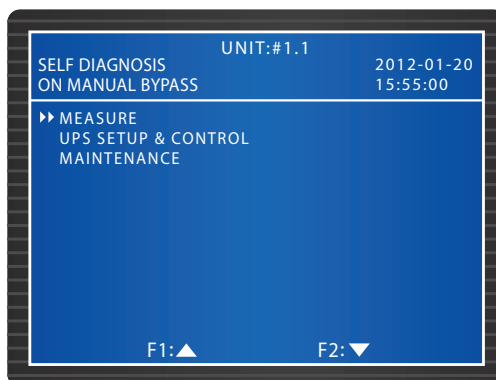 UNIT:#1.1
SELF DIAGNOSIS 2012-01-20
ON MANUAL BYPASS 15:55:00
MEASURE
UPS SETUP & CONTROL
MAINTENANCE
F1: F2: